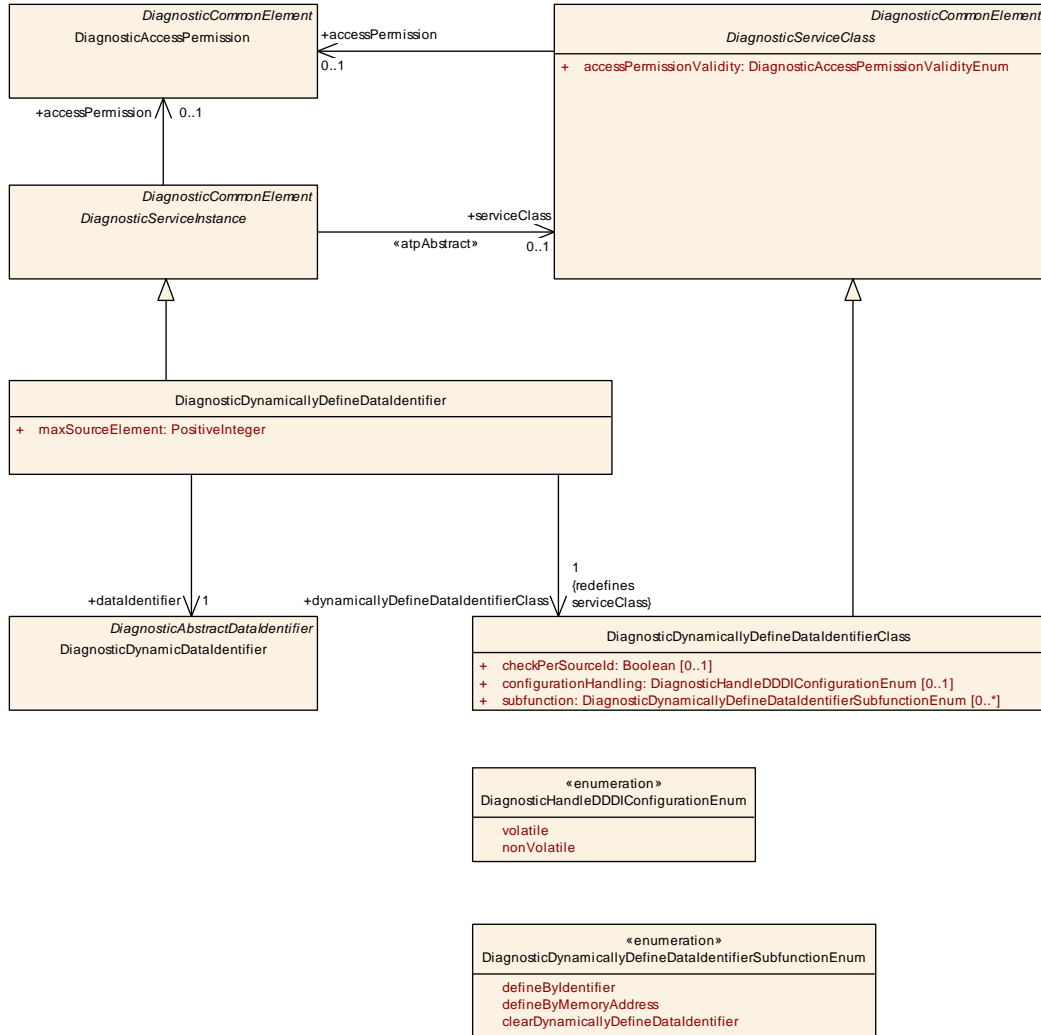 DiagnosticCommonElement
DiagnosticAccessPermission
DiagnosticCommonElement
DiagnosticServiceClass
+ accessPermissionValidity: DiagnosticAccessPermissionValidityEnum
+accessPermission
0..1
+accessPermission
0..1
DiagnosticCommonElement
DiagnosticServiceInstance
+serviceClass
«atpAbstract»
0..1
DiagnosticDynamicallyDefineDataIdentifier
+ maxSourceElement: PositiveInteger
+dataIdentifier
1
+dynamicallyDefineDataIdentifierClass
1
{redefines
serviceClass}
DiagnosticAbstractDataIdentifier
DiagnosticDynamicDataIdentifier
DiagnosticDynamicallyDefineDataIdentifierClass
+ checkPerSourceId: Boolean [0..1]
+ configurationHandling: DiagnosticHandleDDDIConfigurationEnum [0..1]
+ subfunction: DiagnosticDynamicallyDefineDataIdentifierSubfunctionEnum [0..*]
«enumeration»
DiagnosticHandleDDDIConfigurationEnum
volatile
nonVolatile
«enumeration»
DiagnosticDynamicallyDefineDataIdentifierSubfunctionEnum
defineByIdentifier
defineByMemoryAddress
clearDynamicallyDefineDataIdentifier